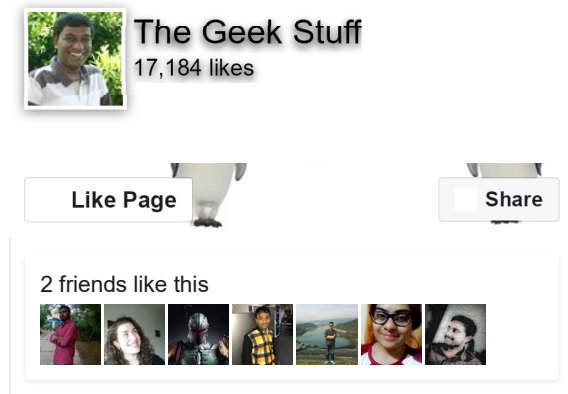 The Geek Stuff
17,184 likes
Like Page
Share
2 friends like this